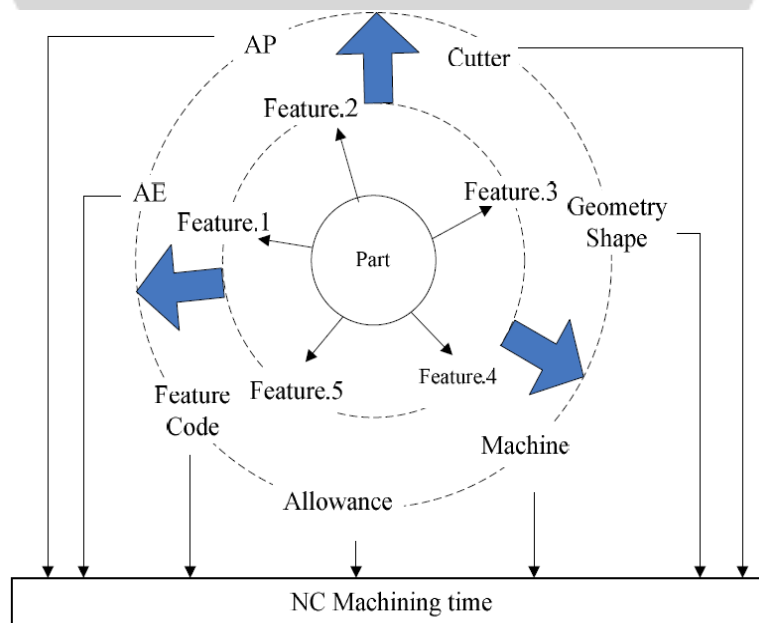 AP
Cutter
Feature.2
AE
Feature.3
Geometry
Shape
Feature.1
Part
Feature.4
Feature
Code
Feature.5
Machine
Allowance
NC Machining time